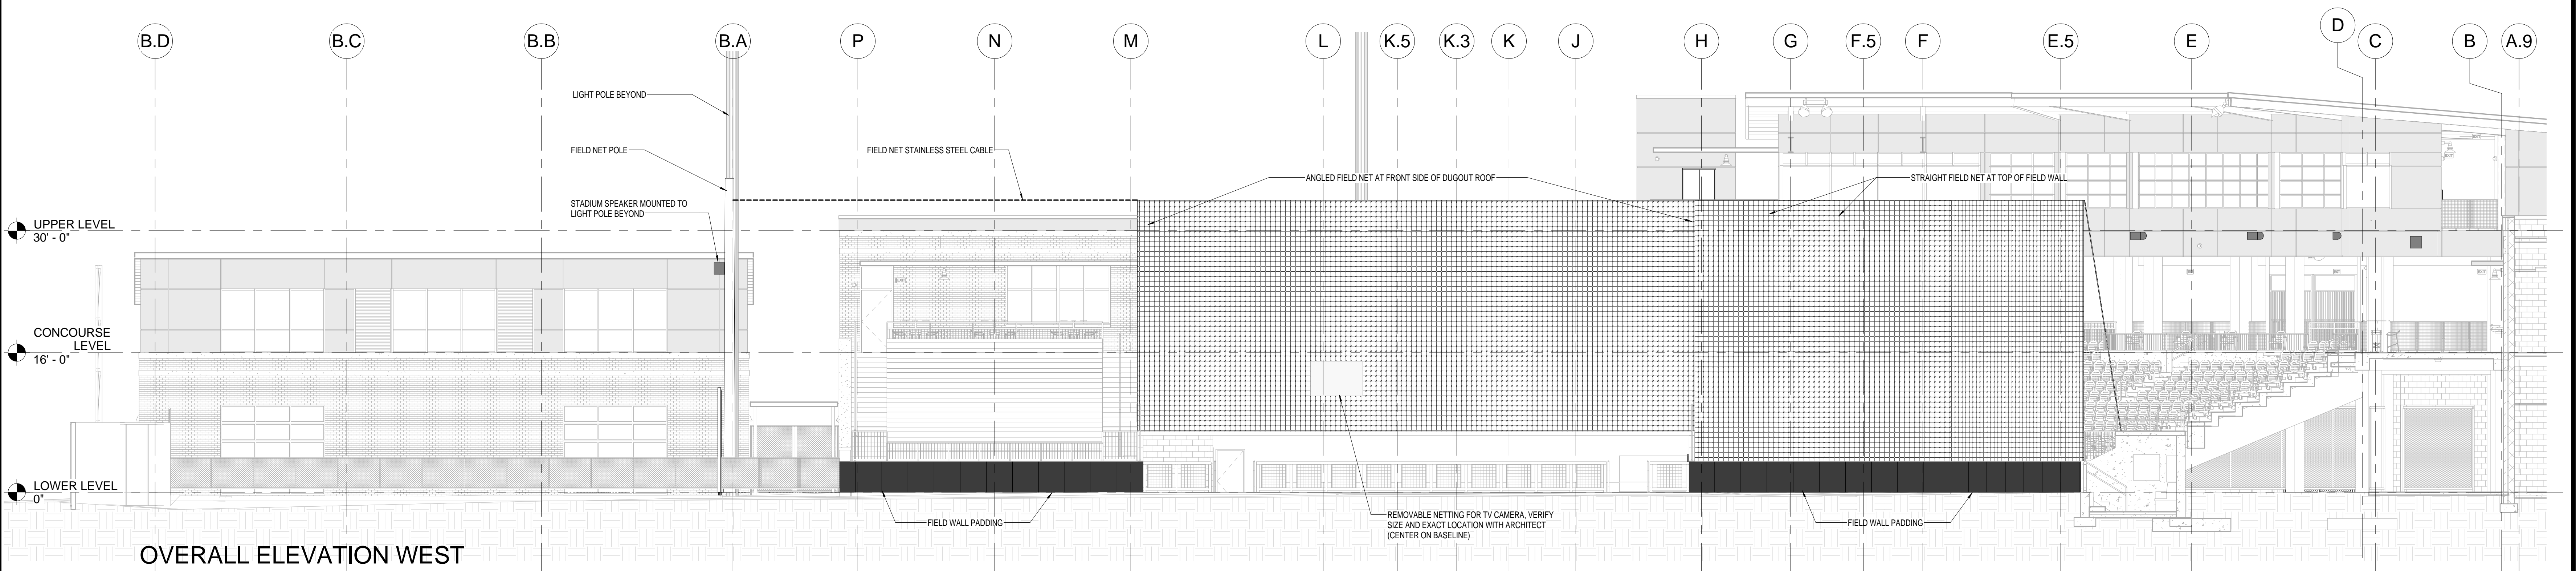 B.D B.C B.B B.A P N M L K.5 K.3 K J H G F.5 F E.5 E D C B A.9
LIGHT POLE BEYOND
FIELD NET POLE
FIELD NET STAINLESS STEEL CABLE
ANGLED FIELD NET AT FRONT SIDE OF DUGOUT ROOF
STRAIGHT FIELD NET AT TOP OF FIELD WALL
STADIUM SPEAKER MOUNTED TO
LIGHT POLE BEYOND
UPPER LEVEL
30' - 0"
CONCOURSE
LEVEL
16' - 0"
LOWER LEVEL
0"
FIELD WALL PADDING
REMOVABLE NETTING FOR TV CAMERA, VERIFY
SIZE AND EXACT LOCATION WITH ARCHITECT
(CENTER ON BASELINE)
FIELD WALL PADDING
OVERALL ELEVATION WEST